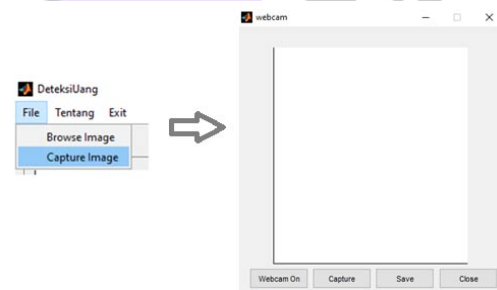 DeteksiUang
File Tentang Exit
Browse Image
Capture Image
webcam
Webcam On Capture Save Close